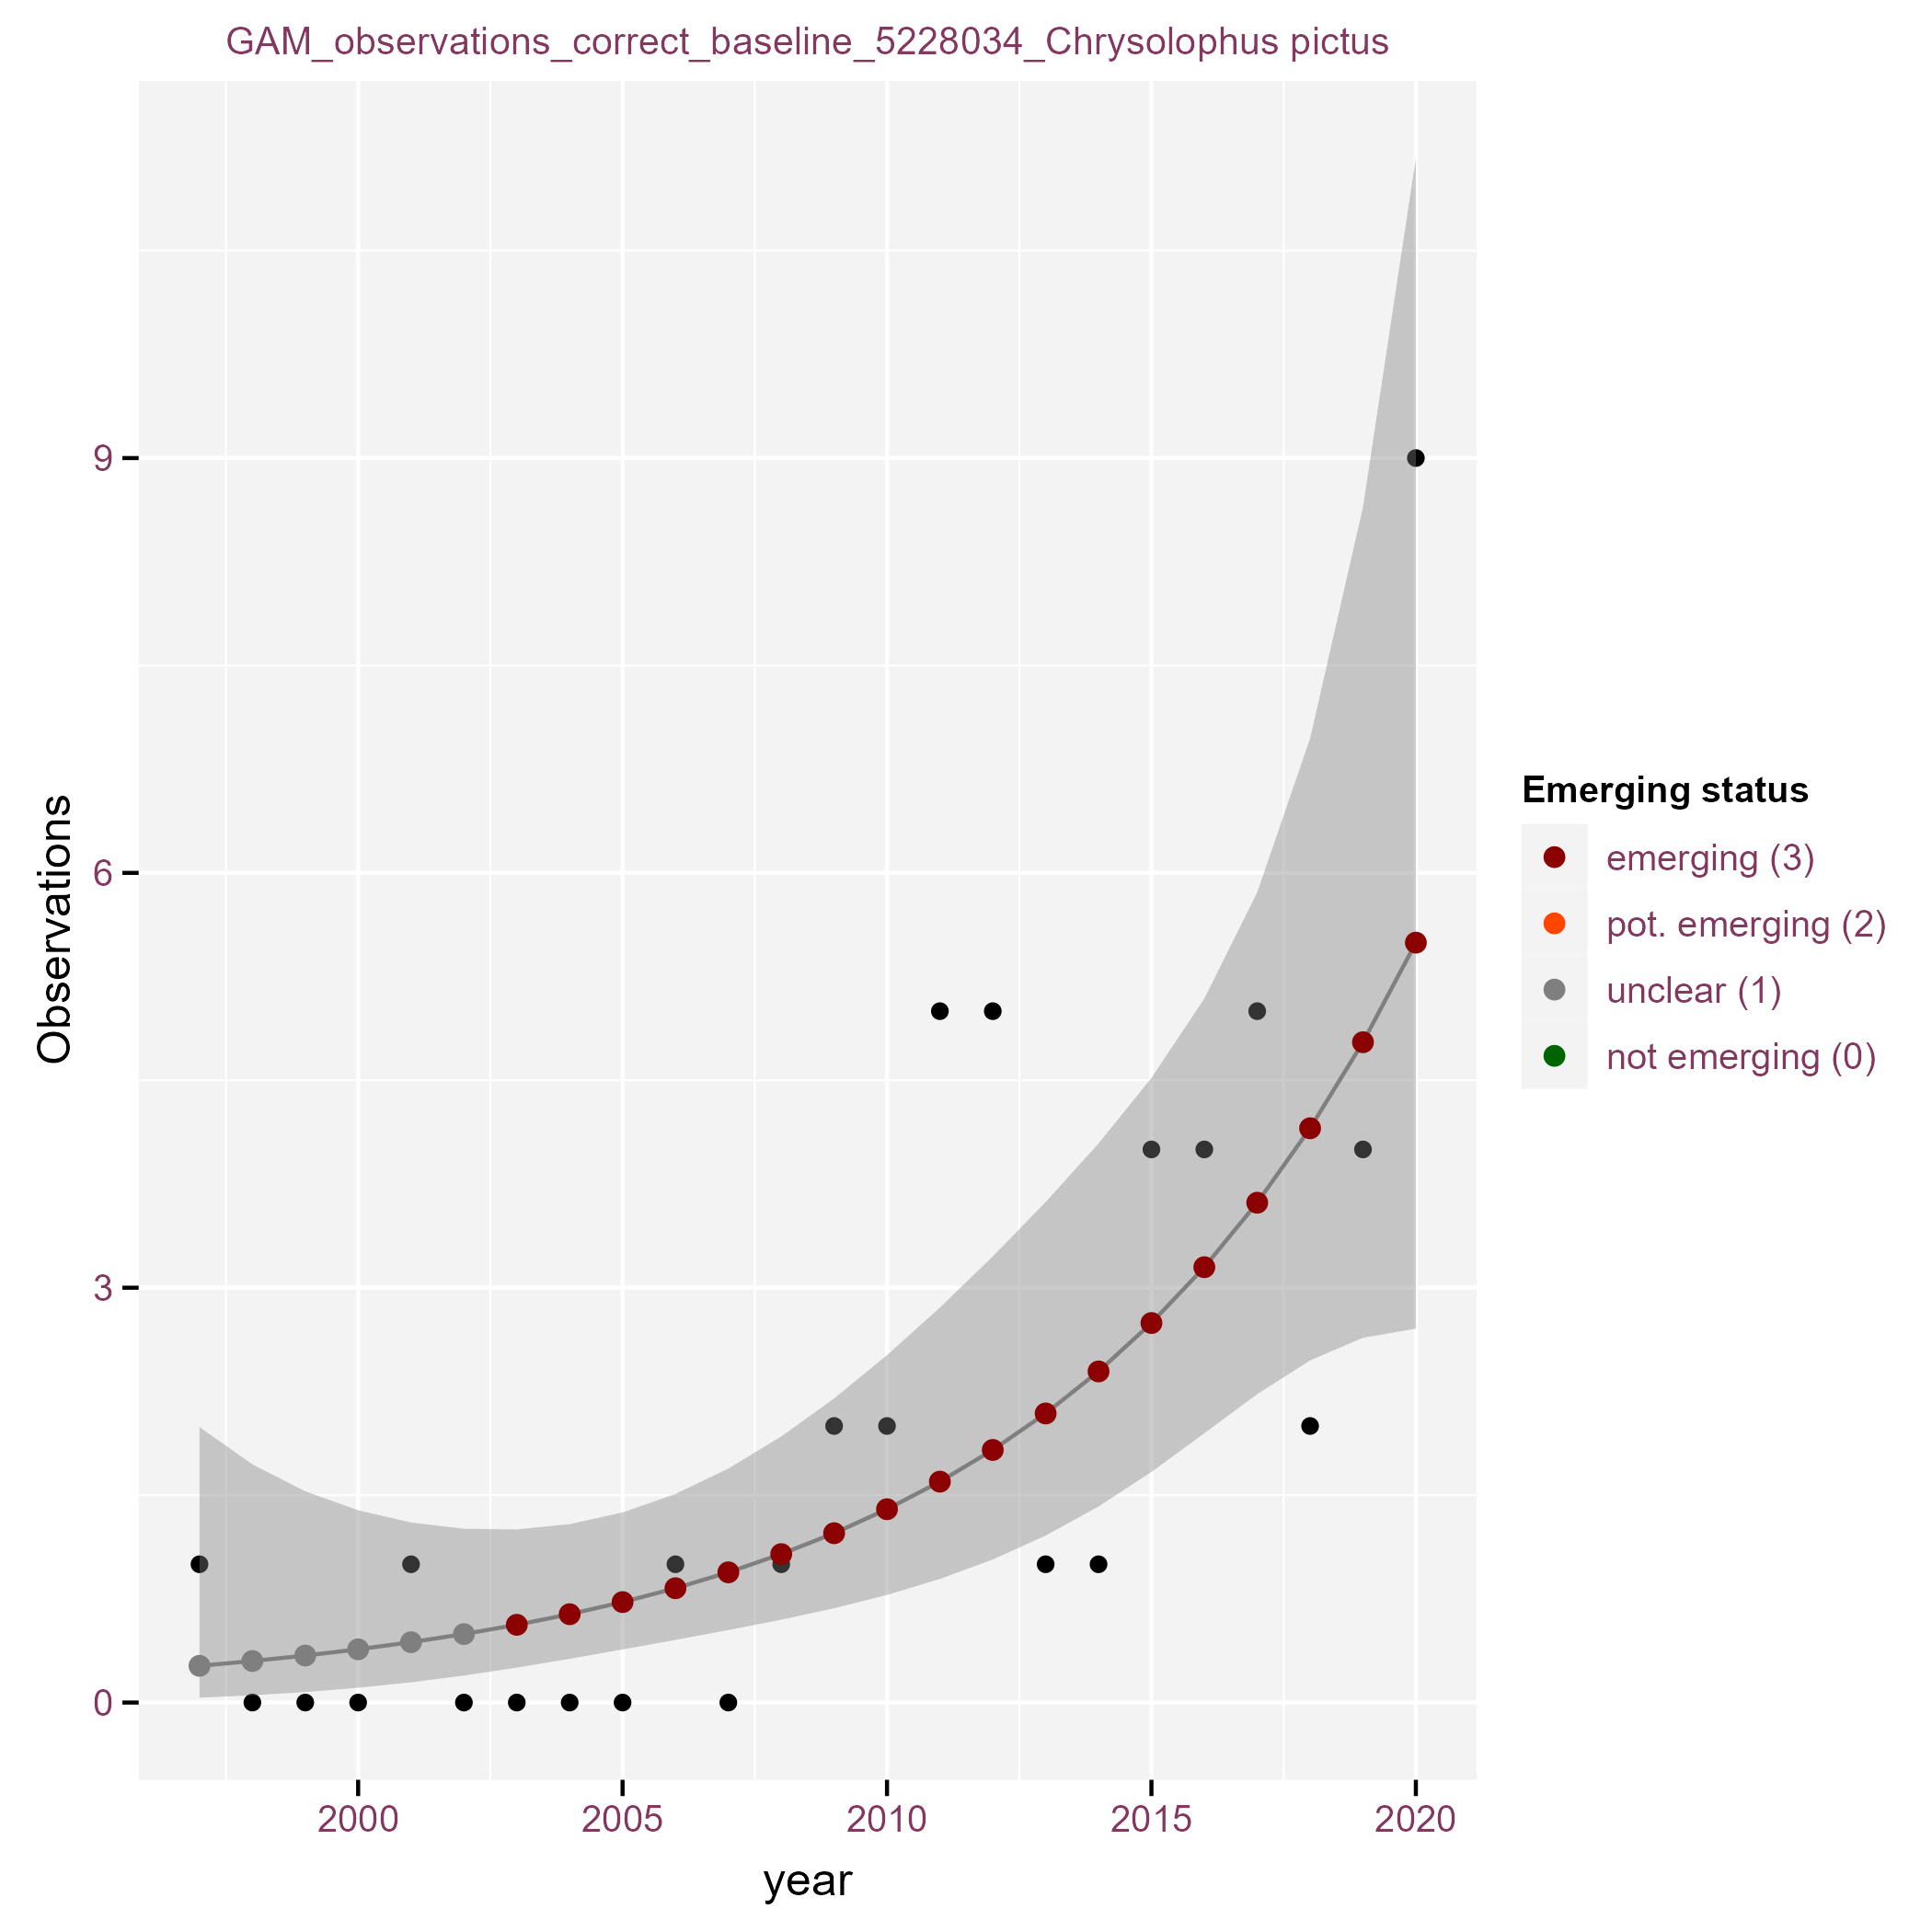 GAM_observations_correct_baseline_5228034_Chrysolophus pictus
Observations
9
6
3
0
2000
2005
2010
2015
2020
year
Emerging status
emerging (3)
pot. emerging (2)
unclear (1)
not emerging (0)